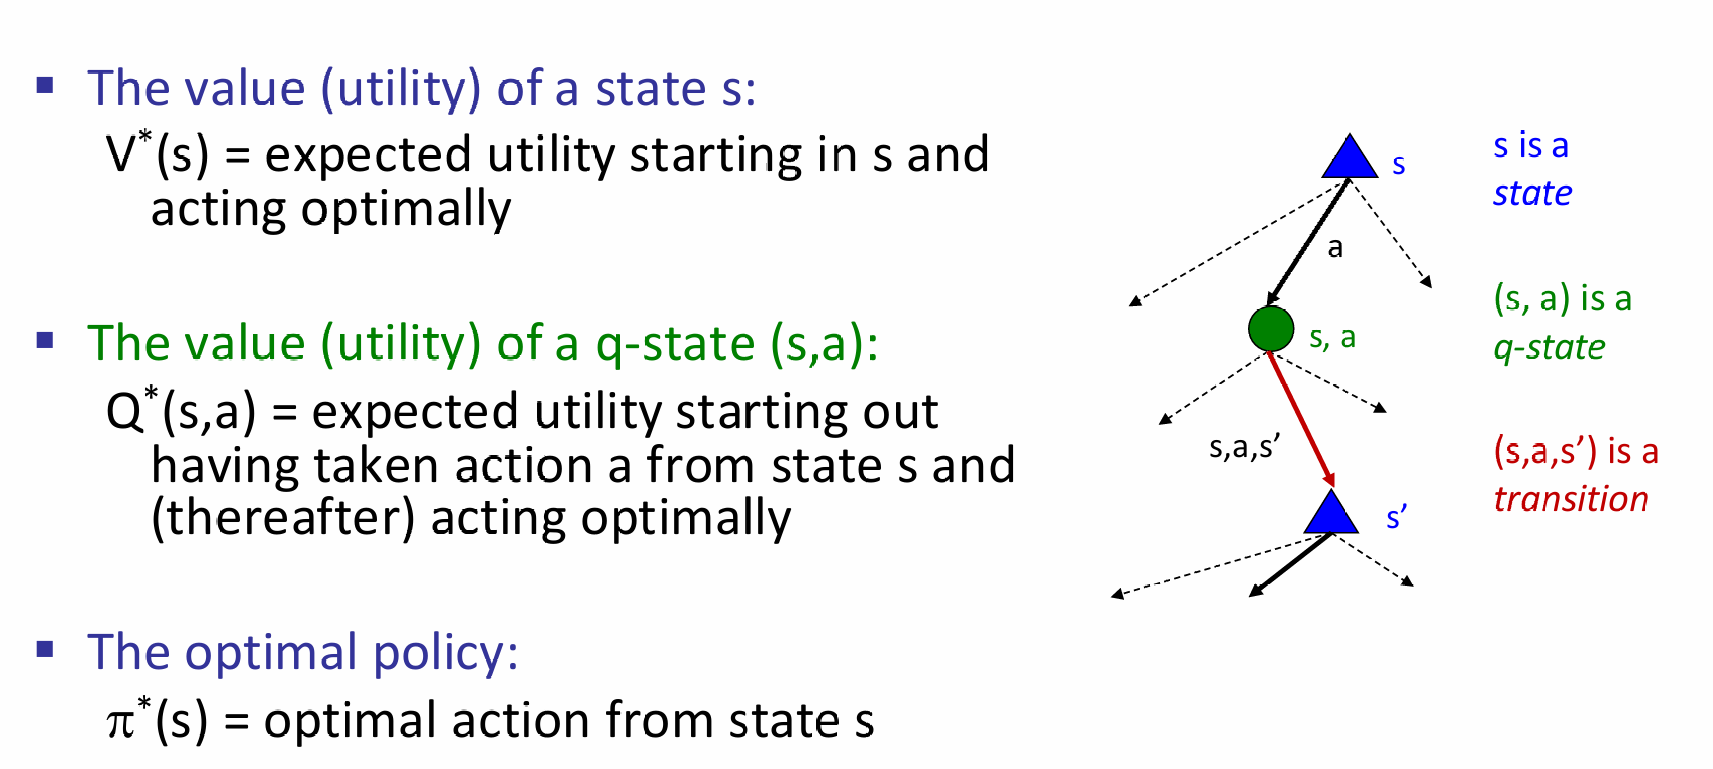 ▪ The value (utility) of a state s:
V*(s) = expected utility starting in s and
acting optimally
▪ The value (utility) of a q-state (s,a):
Q*(s,a) = expected utility starting out
having taken action a from state s and
(thereafter) acting optimally
▪ The optimal policy:
π*(s) = optimal action from state s
s
a
s, a
s,a,s’
s’
s is a
state
(s, a) is a
q-state
(s,a,s’) is a
transition